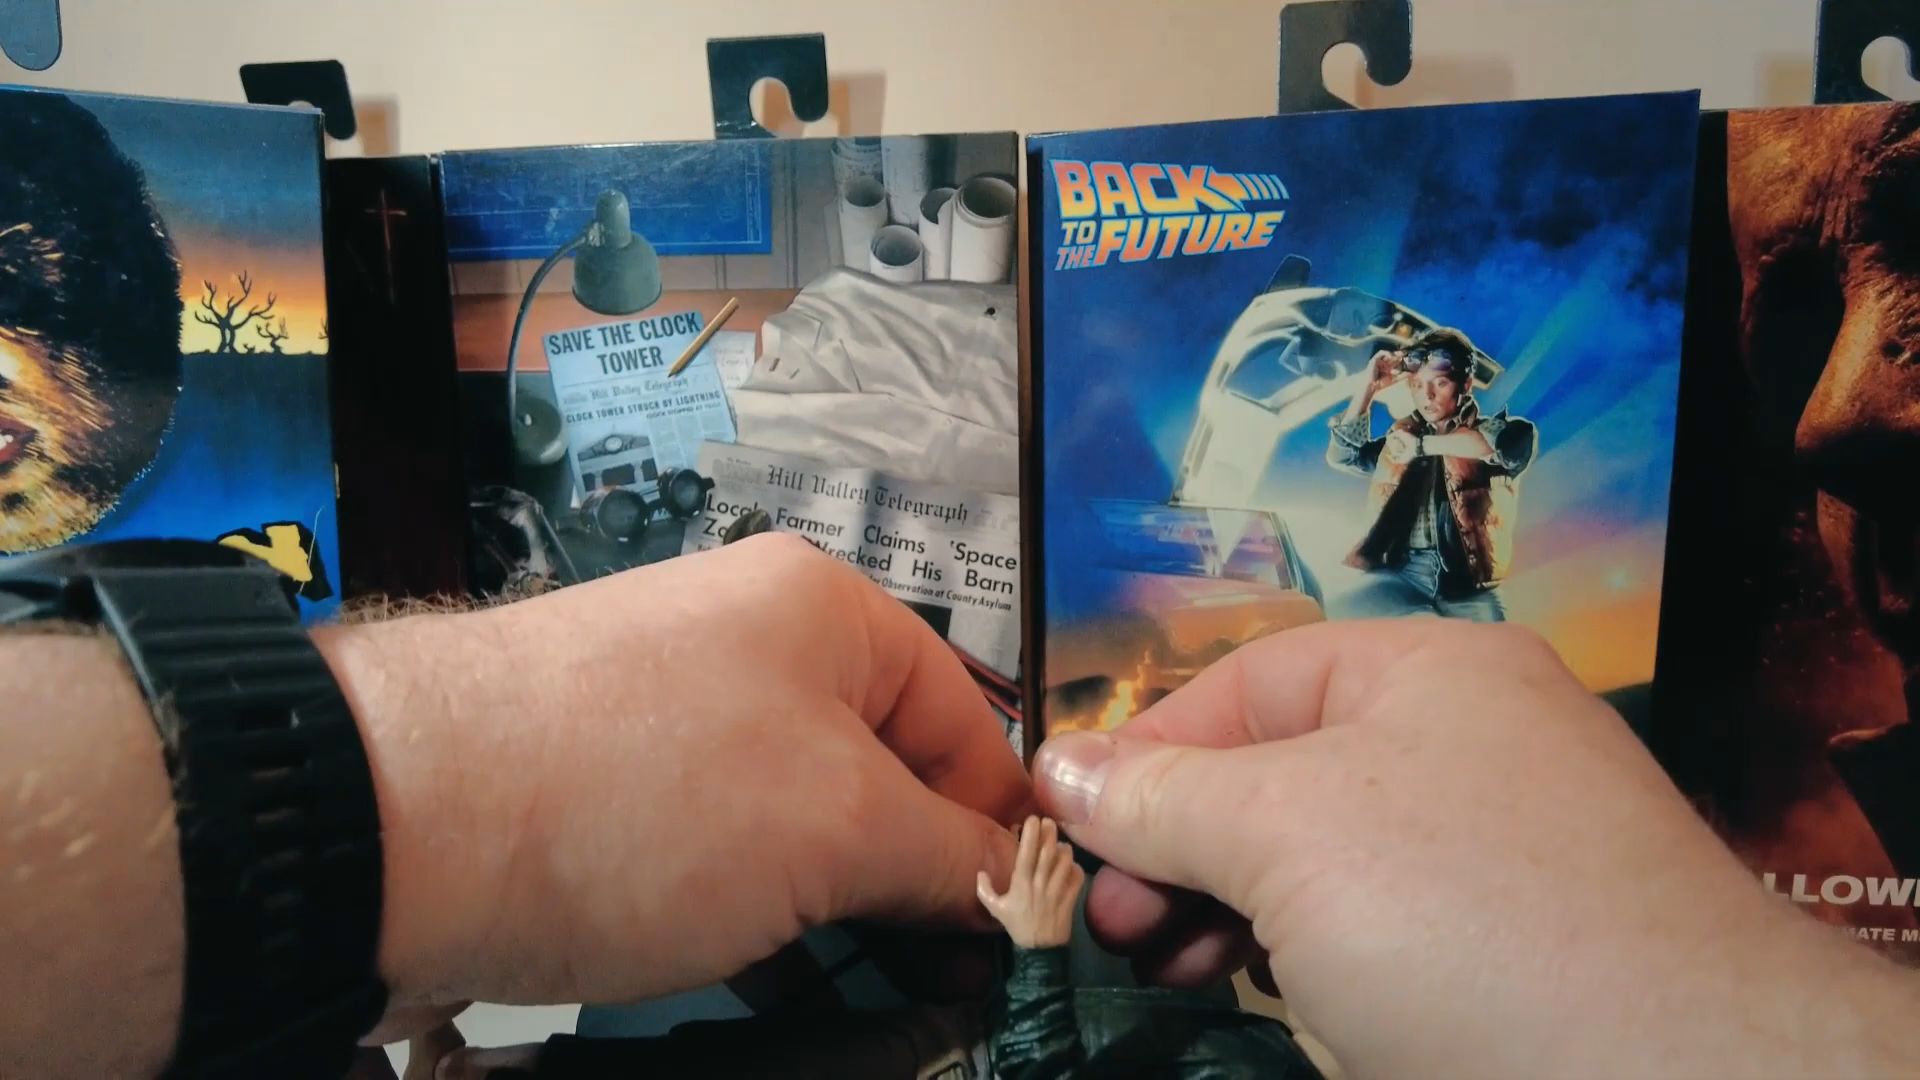 SAVE THE CLOCK
TOWER
Hill Valley Telegraph
CLOCK TOWER STRUCK BY LIGHTNING
Hill Valley Telegraph
Local Farmer Claims 'Space
Wrecked His Barn
Observation at County Asylum
BACK
TO
THE FUTURE